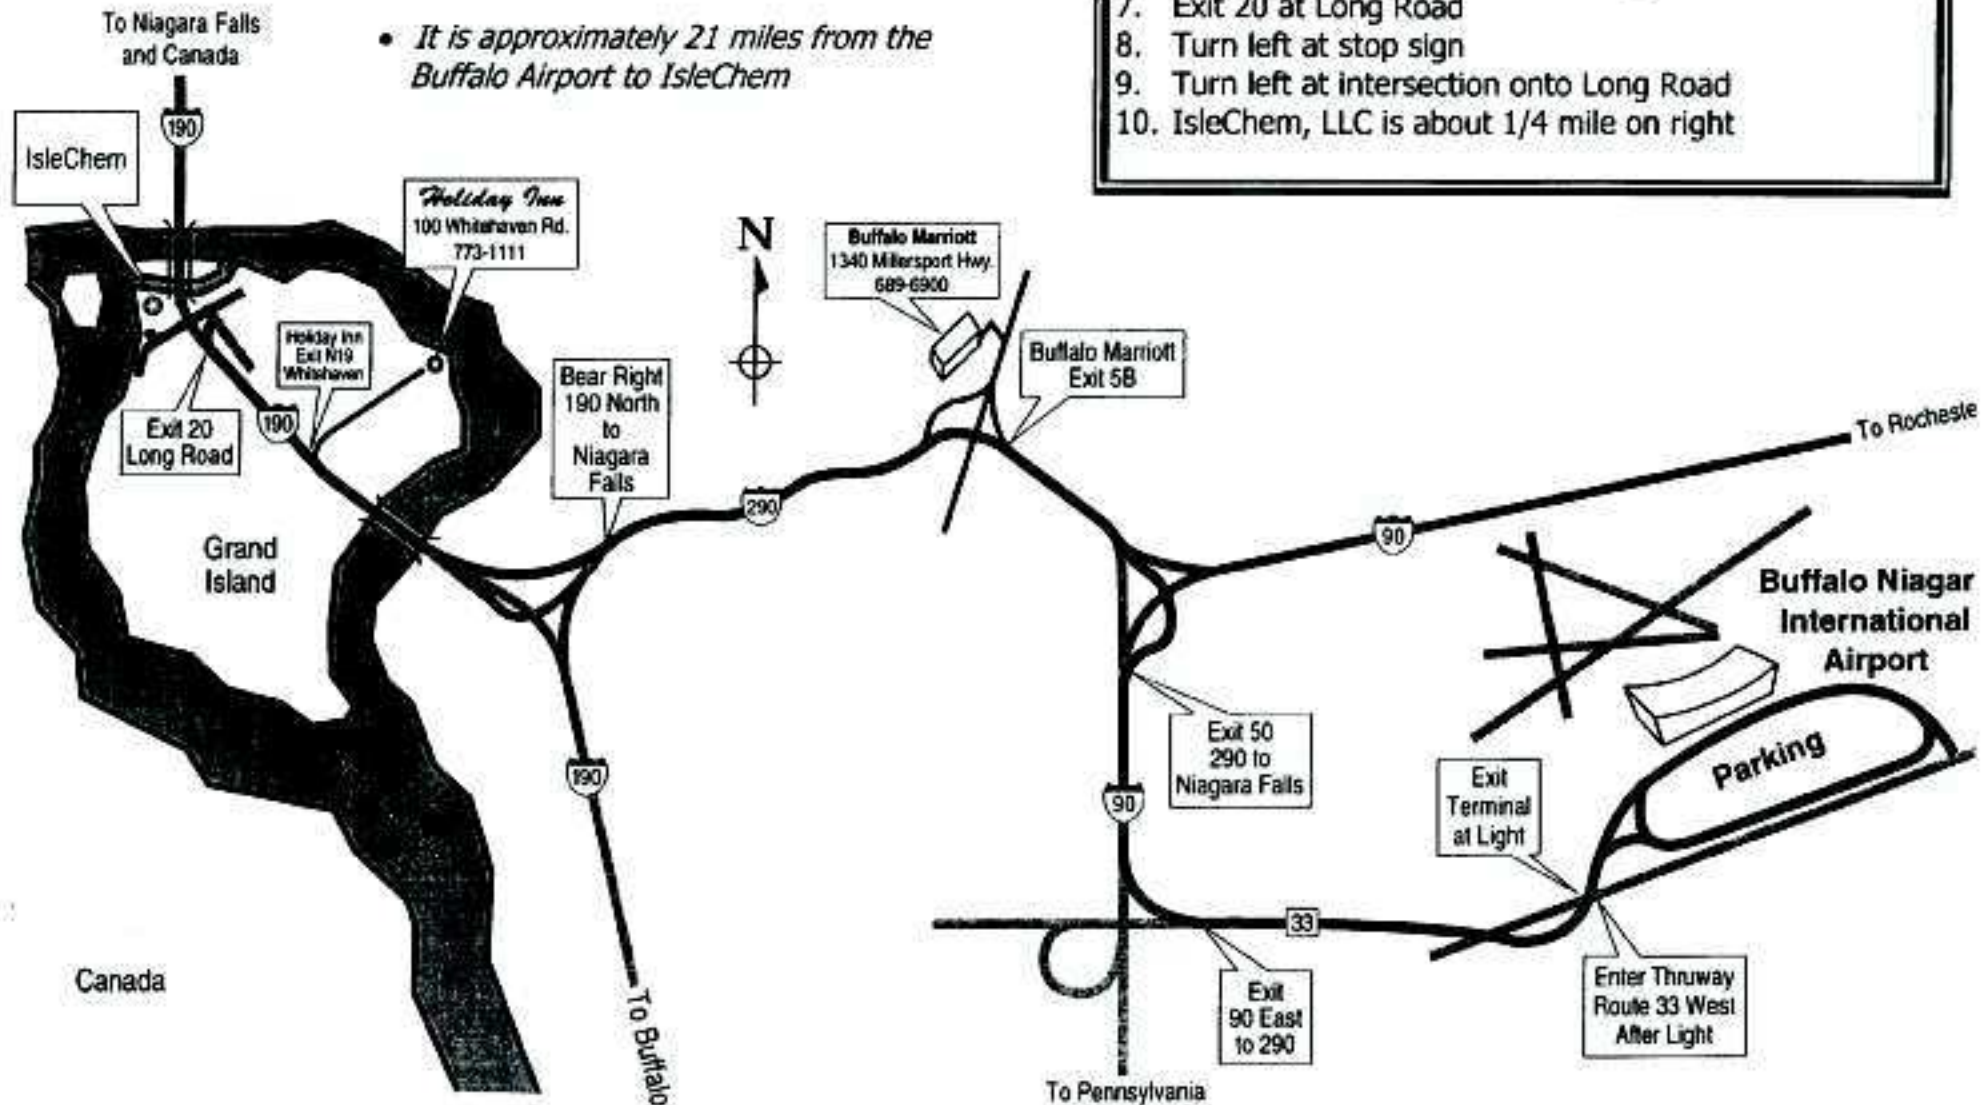 To Niagara Falls
and Canada
• It is approximately 21 miles from the
Buffalo Airport to IsleChem
7. Exit 20 at Long Road
8. Turn left at stop sign
9. Turn left at intersection onto Long Road
10. IsleChem, LLC is about 1/4 mile on right
190
IsleChem
Holiday Inn
100 Whitehaven Rd.
773-1111
N
Buffalo Marriott
1340 Millersport Hwy.
689-6900
Holiday Inn
Exit N19
Whitehaven
Bear Right
190 North
to
Niagara
Falls
Buffalo Marriott
Exit 5B
Exit 20
Long Road
190
To Rocheste
290
90
Grand
Island
Buffalo Niagar
International
Airport
Exit 50
290 to
Niagara Falls
Parking
Exit
Terminal
at Light
190
90
33
Canada
Enter Thruway
Route 33 West
After Light
Exit
90 East
to 290
To Buffalo
To Pennsylvania